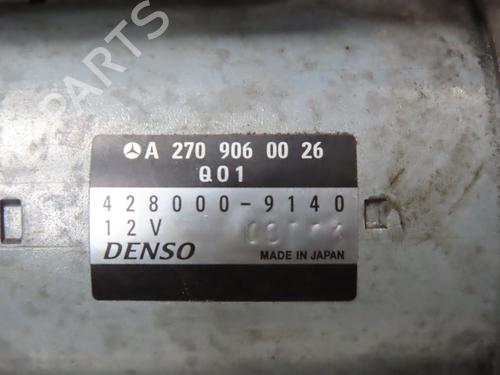 PARTS
A 270 906 00 26
Q01
428000-9140
12V
DENSO MADE IN JAPAN